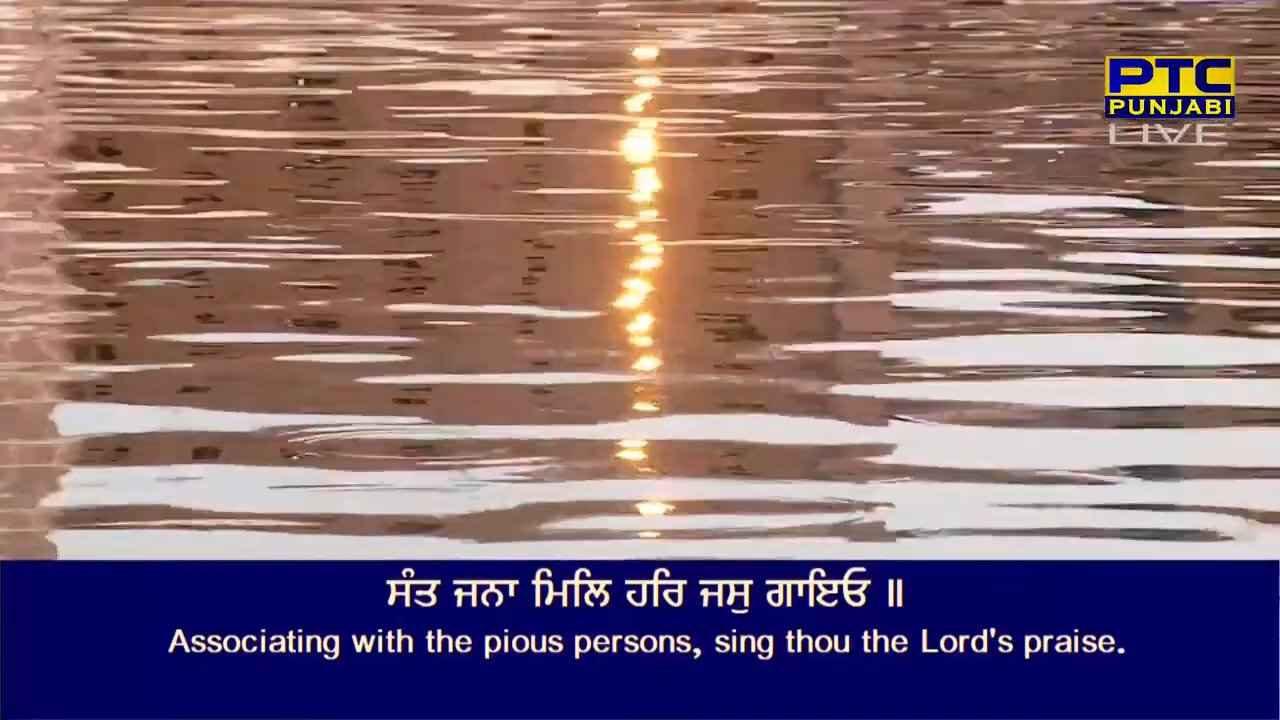 PTC
PUNJABI
LIVE
ਸੰਤ ਜਨਾ ਮਿਲਿ ਹਰਿ ਜਸੁ ਗਾਇਓ ॥
Associating with the pious persons, sing thou the Lord's praise.